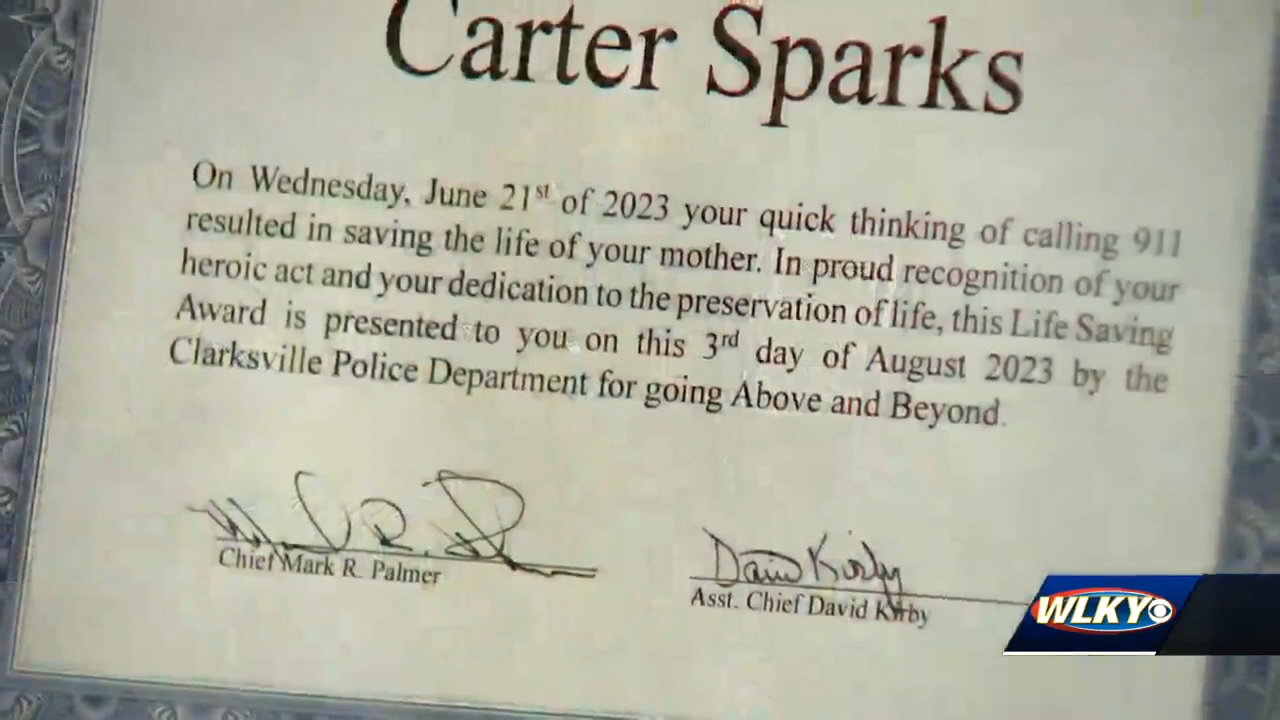 Carter Sparks
On Wednesday, June 21st of 2023 your quick thinking of calling 911
resulted in saving the life of your mother. In proud recognition of your
heroic act and your dedication to the preservation of life, this Life Saving
Award is presented to you on this 3rd day of August 2023 by the
Clarksville Police Department for going Above and Beyond.
David Kirby
Chief Mark R. Palmer
Asst. Chief David Kirby
WLKY